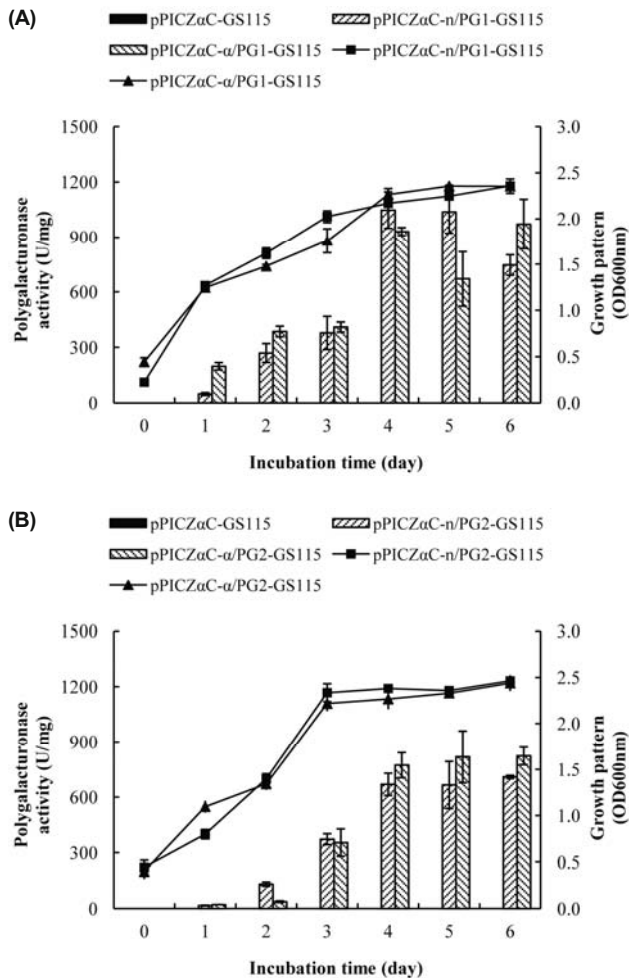 (A)
pPICZαC-GS115 pPICZαC-n/PG1-GS115
pPICZαC-α/PG1-GS115 pPICZαC-n/PG1-GS115
pPICZαC-α/PG1-GS115
Polygalacturonase
activity (U/mg)
1500
1200
900
600
300
0
3.0
2.5
2.0
1.5
1.0
0.5
0.0
Growth pattern
(OD600nm)
0 1 2 3 4 5 6
Incubation time (day)
(B)
pPICZαC-GS115 pPICZαC-n/PG2-GS115
pPICZαC-α/PG2-GS115 pPICZαC-n/PG2-GS115
pPICZαC-α/PG2-GS115
Polygalacturonase
activity (U/mg)
1500
1200
900
600
300
0
3.0
2.5
2.0
1.5
1.0
0.5
0.0
Growth pattern
(OD600nm)
0 1 2 3 4 5 6
Incubation time (day)